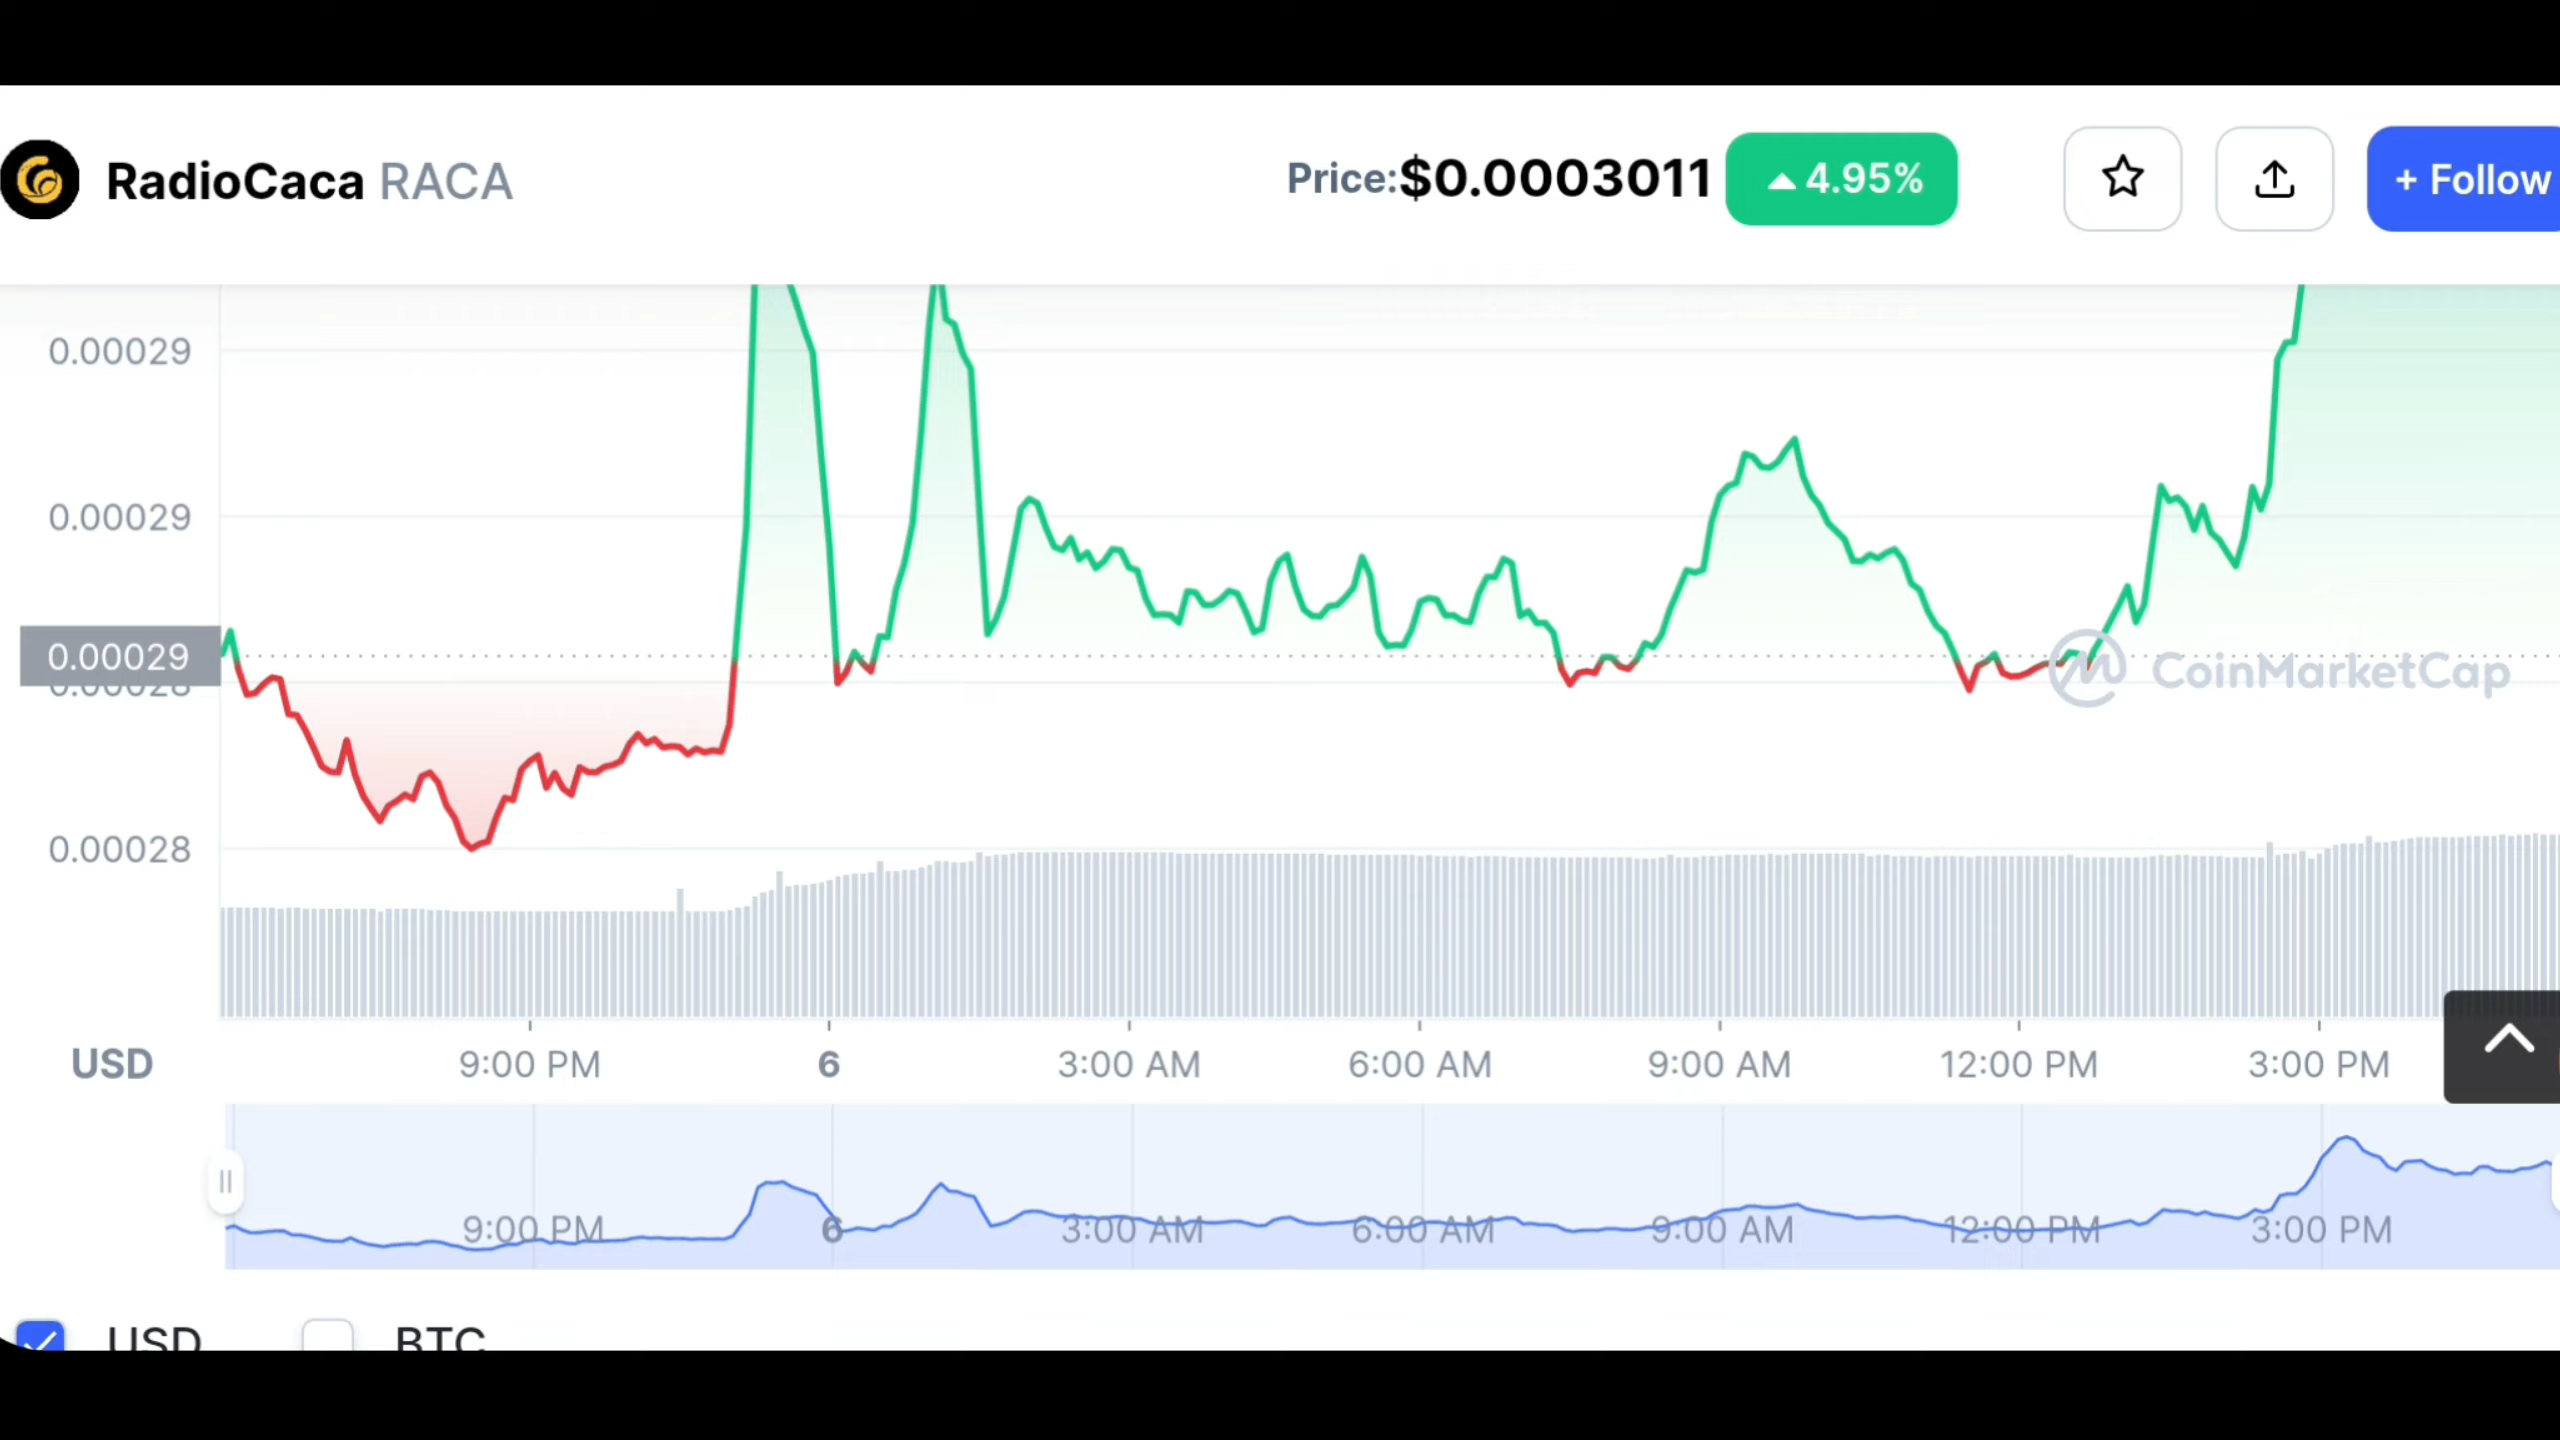 RadioCaca RACA
Price:$0.0003011 4.95%
+ Follow
0.00029
0.00029
0.00029
0.00028
CoinMarketCap
0.00028
USD 9:00 PM 6 3:00 AM 6:00 AM 9:00 AM 12:00 PM 3:00 PM
9:00 PM 6 3:00 AM 6:00 AM 9:00 AM 12:00 PM 3:00 PM
USD BTC